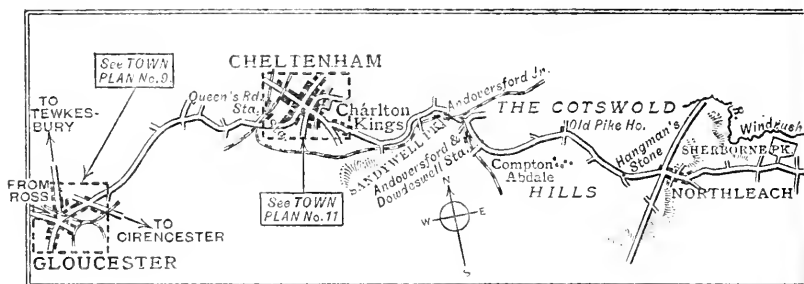 See TOWN
PLAN No. 9.
CHELTENHAM
TO
TEWKES-
BURY
Queen's Rd.
Sta.
Charlton
Kings
Andoversford Jr.
THE COTSWOLD
HILLS
Old Pike Ho.
Hangman's
Stone
R.
Windrush
SHERBORNE PK.
SANDYWELL PK.
Andoversford &
Dowdeswell Sta.
Compton
Abdale
NORTHLEACH
FROM
ROSS
See TOWN
PLAN No. 11
TO
CIRENCESTER
GLOUCESTER
N
W
E
S